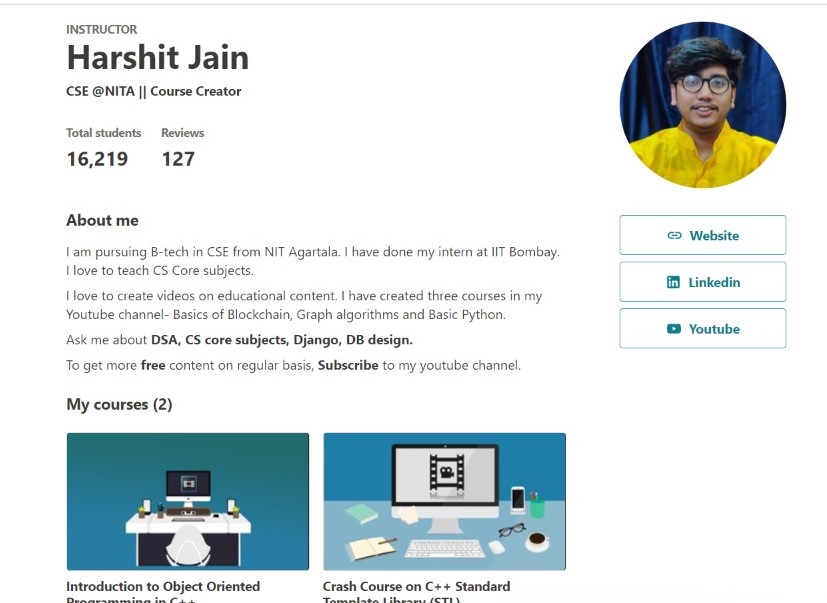 INSTRUCTOR
Harshit Jain
CSE @NITA || Course Creator
Total students Reviews
16,219 127
About me
I am pursuing B-tech in CSE from NIT Agartala. I have done my intern at IIT Bombay.
I love to teach CS Core subjects.
I love to create videos on educational content. I have created three courses in my
Youtube channel- Basics of Blockchain, Graph algorithms and Basic Python.
Ask me about DSA, CS core subjects, Django, DB design.
To get more free content on regular basis, Subscribe to my youtube channel.
My courses (2)
Introduction to Object Oriented
Programming in C++
Crash Course on C++ Standard
Template Library (STL)
Website
Linkedin
Youtube